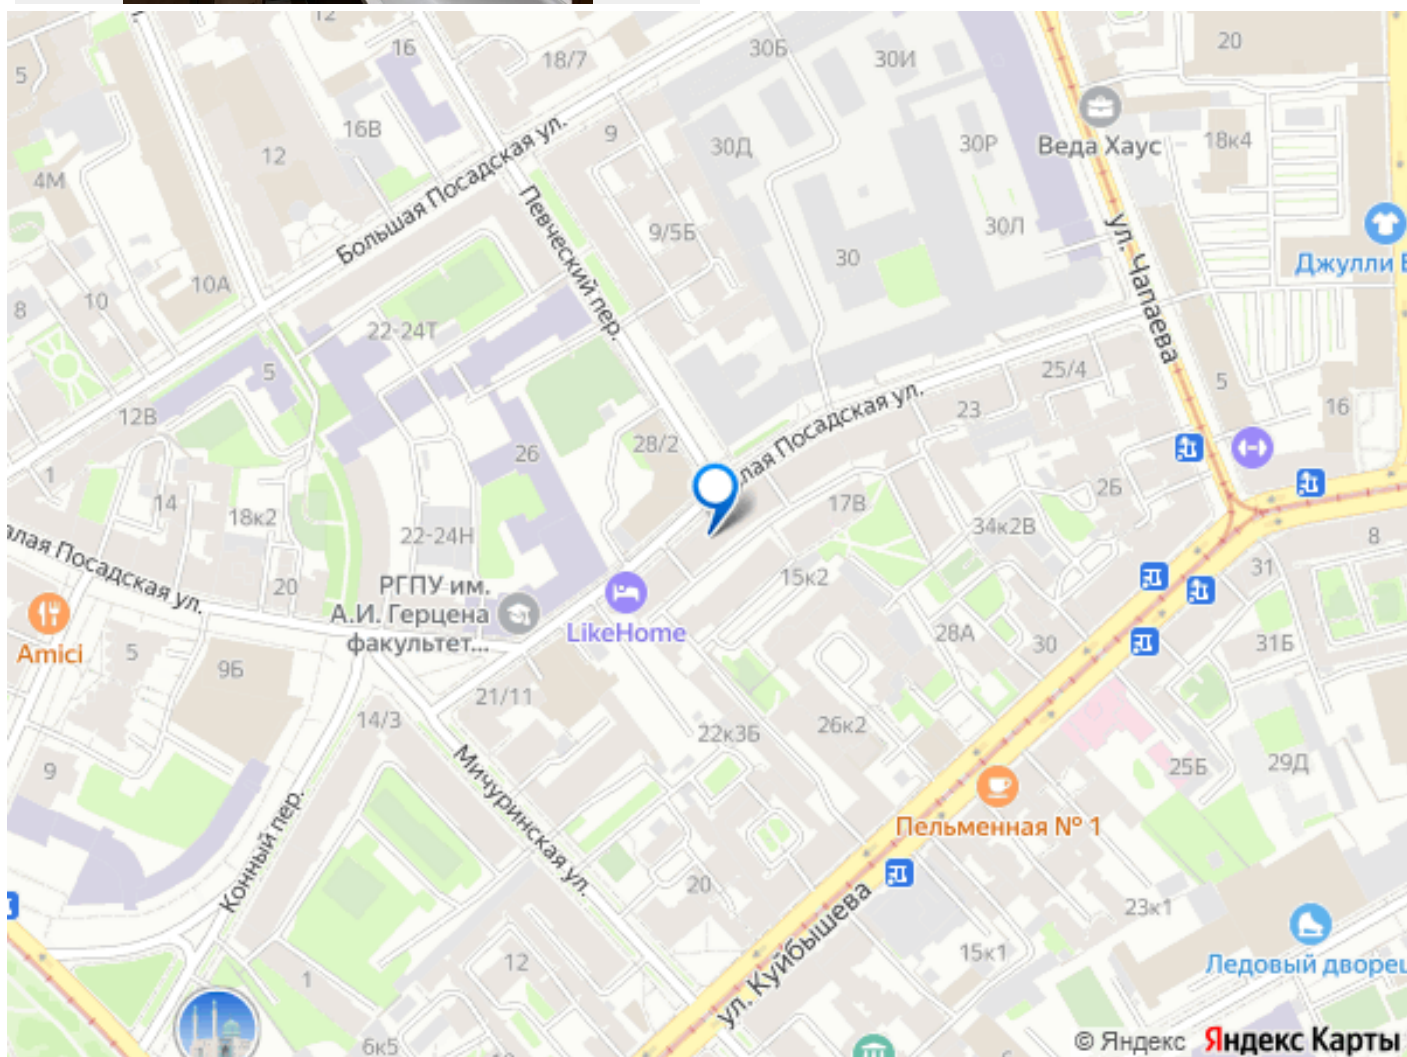 12
16
18/7
30Б
30И
20
5
16В
12
9
30Д
30Р
Веда Хаус
18к4
4М
Большая Посадская ул.
Певческий пер.
9/5Б
30Л
30
ул. Чапаева
Джулли
10А
10
8
22-24Т
5
12В
25/4
5
23
16
Малая Посадская ул.
28/2
26
1
14
18к2
17В
2Б
34к2В
22-24Н
8
алая Посадская ул.
20
РГПУ им.
А.И. Герцена
факультет...
15к2
31
LikeHome
28А
30
31Б
Amici
5
9Б
21/11
14/3
22к3Б
26к2
25Б
29Д
9
Мичуринская ул.
Конный пер.
Пельменная № 1
20
ул. Куйбышева
23к1
15к1
12
1
Ледовый дворец
6к5
© Яндекс Яндекс Карты